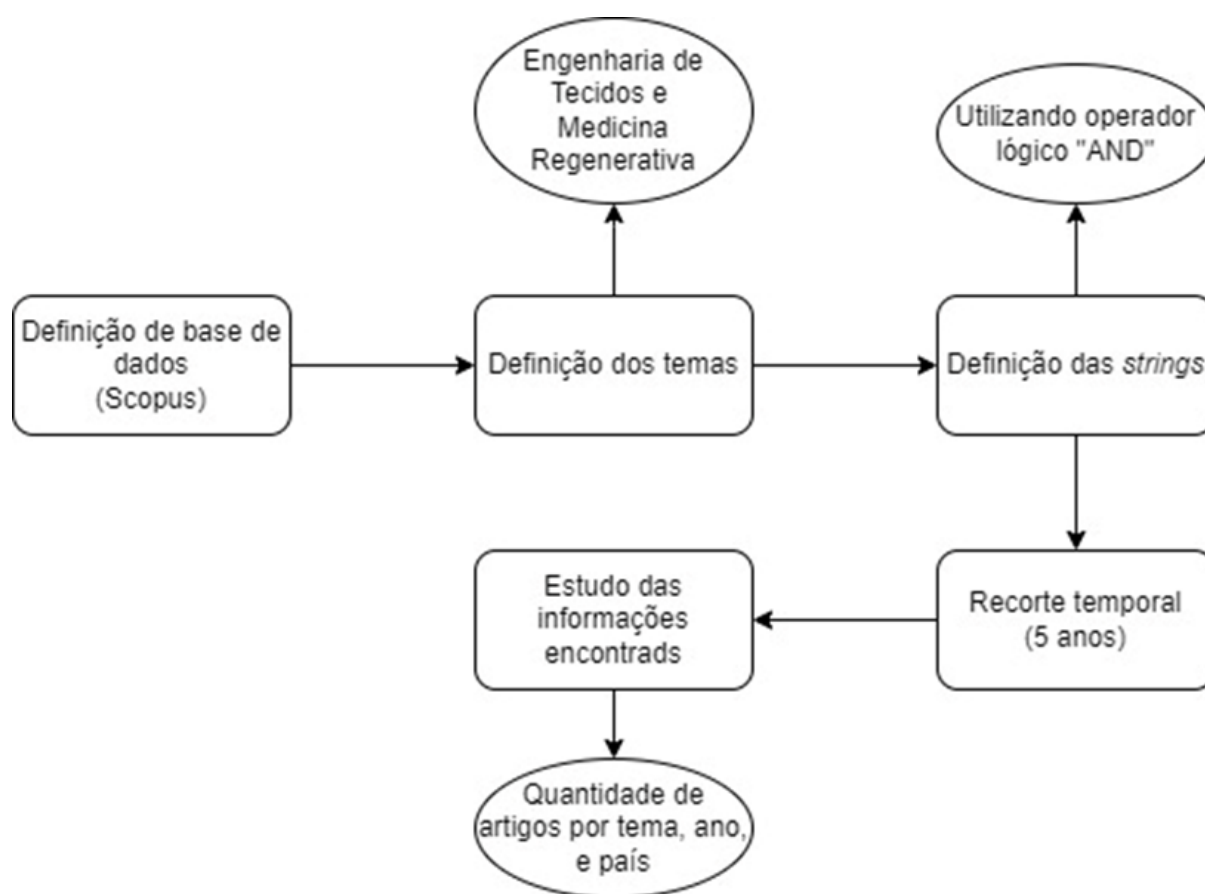 Engenharia de
Tecidos e
Medicina
Regenerativa
Utilizando operador
lógico "AND"
Definição de base de
dados
(Scopus)
Definição dos temas
Definição das strings
Estudo das
informações
encontrads
Recorte temporal
(5 anos)
Quantidade de
artigos por tema, ano,
e país